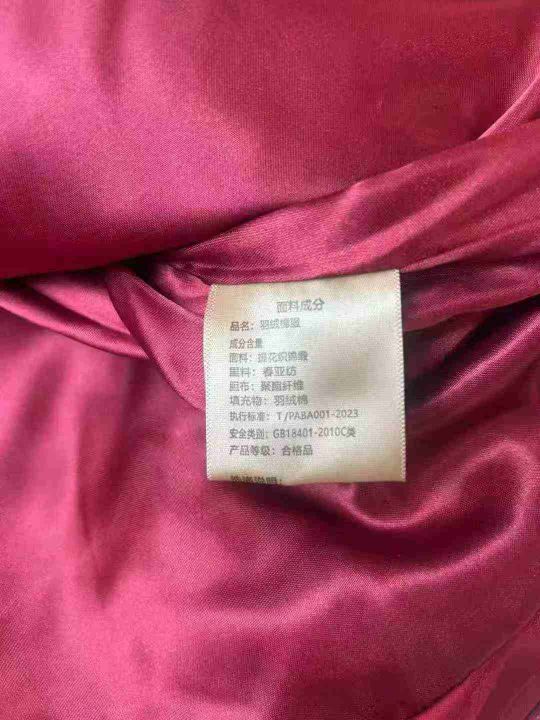 面料成分
品名：羽绒棉服
成分含量
面料：提花织锦缎
里料：春亚纺
胆布：聚酯纤维
填充物：羽绒棉
执行标准：T/PABA001-2023
安全类别：GB18401-2010C类
产品等级：合格品